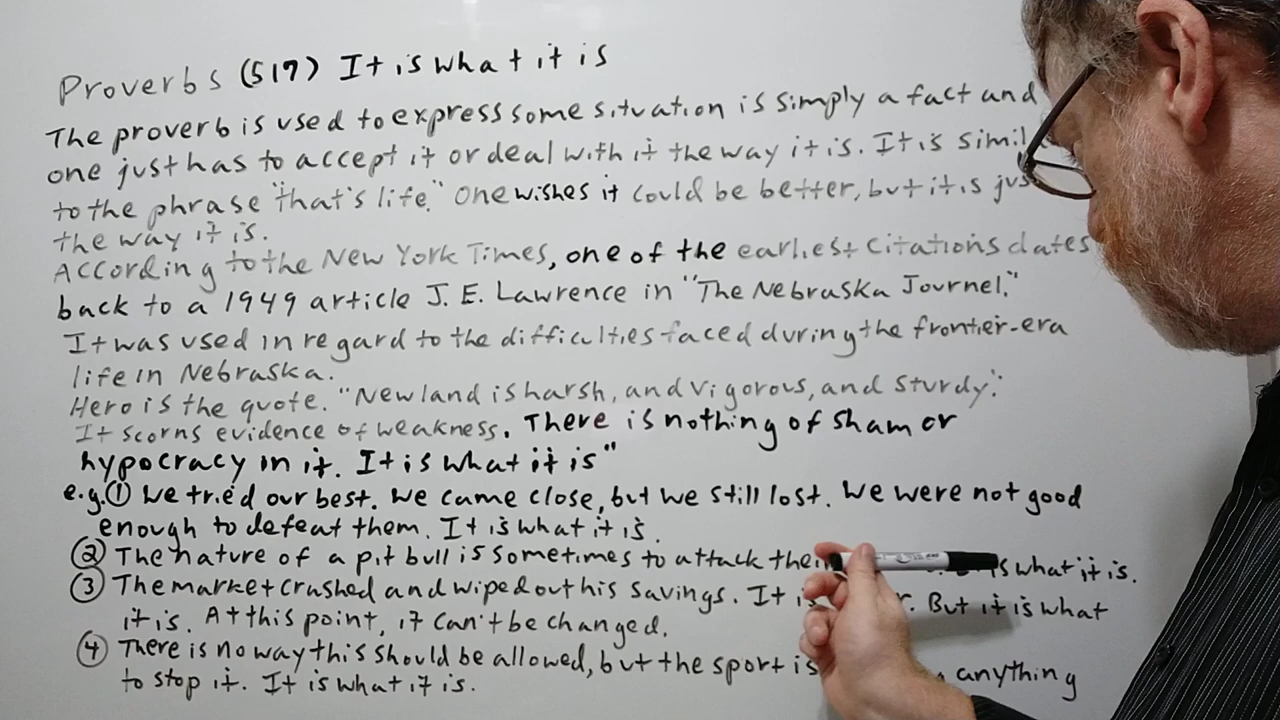 Proverbs (517) It is what it is
The proverb is used to express some situation is simply a fact and
one just has to accept it or deal with it the way it is. It is simil
to the phrase "that's life." One wishes it could be better, but it is jus
the way it is.
According to the New York Times, one of the earliest citations dates
back to a 1949 article J. E. Lawrence in "The Nebraska Journel."
It was used in regard to the difficulties faced during the frontier-era
life in Nebraska.
Hero is the quote. "New land is harsh, and vigorous, and sturdy".
It scorns evidence of weakness. There is nothing of sham or
hypocracy in it. It is what it is"
e.g. ① We tried our best. We came close, but we still lost. We were not good
enough to defeat them. It is what it is.
② The nature of a pit bull is sometimes to attack is what it is.
③ The market crashed and wiped out his savings. It is But it is what
it is. At this point, it can't be changed.
④ There is no way this should be allowed, but the sport is anything
to stop it. It is what it is.